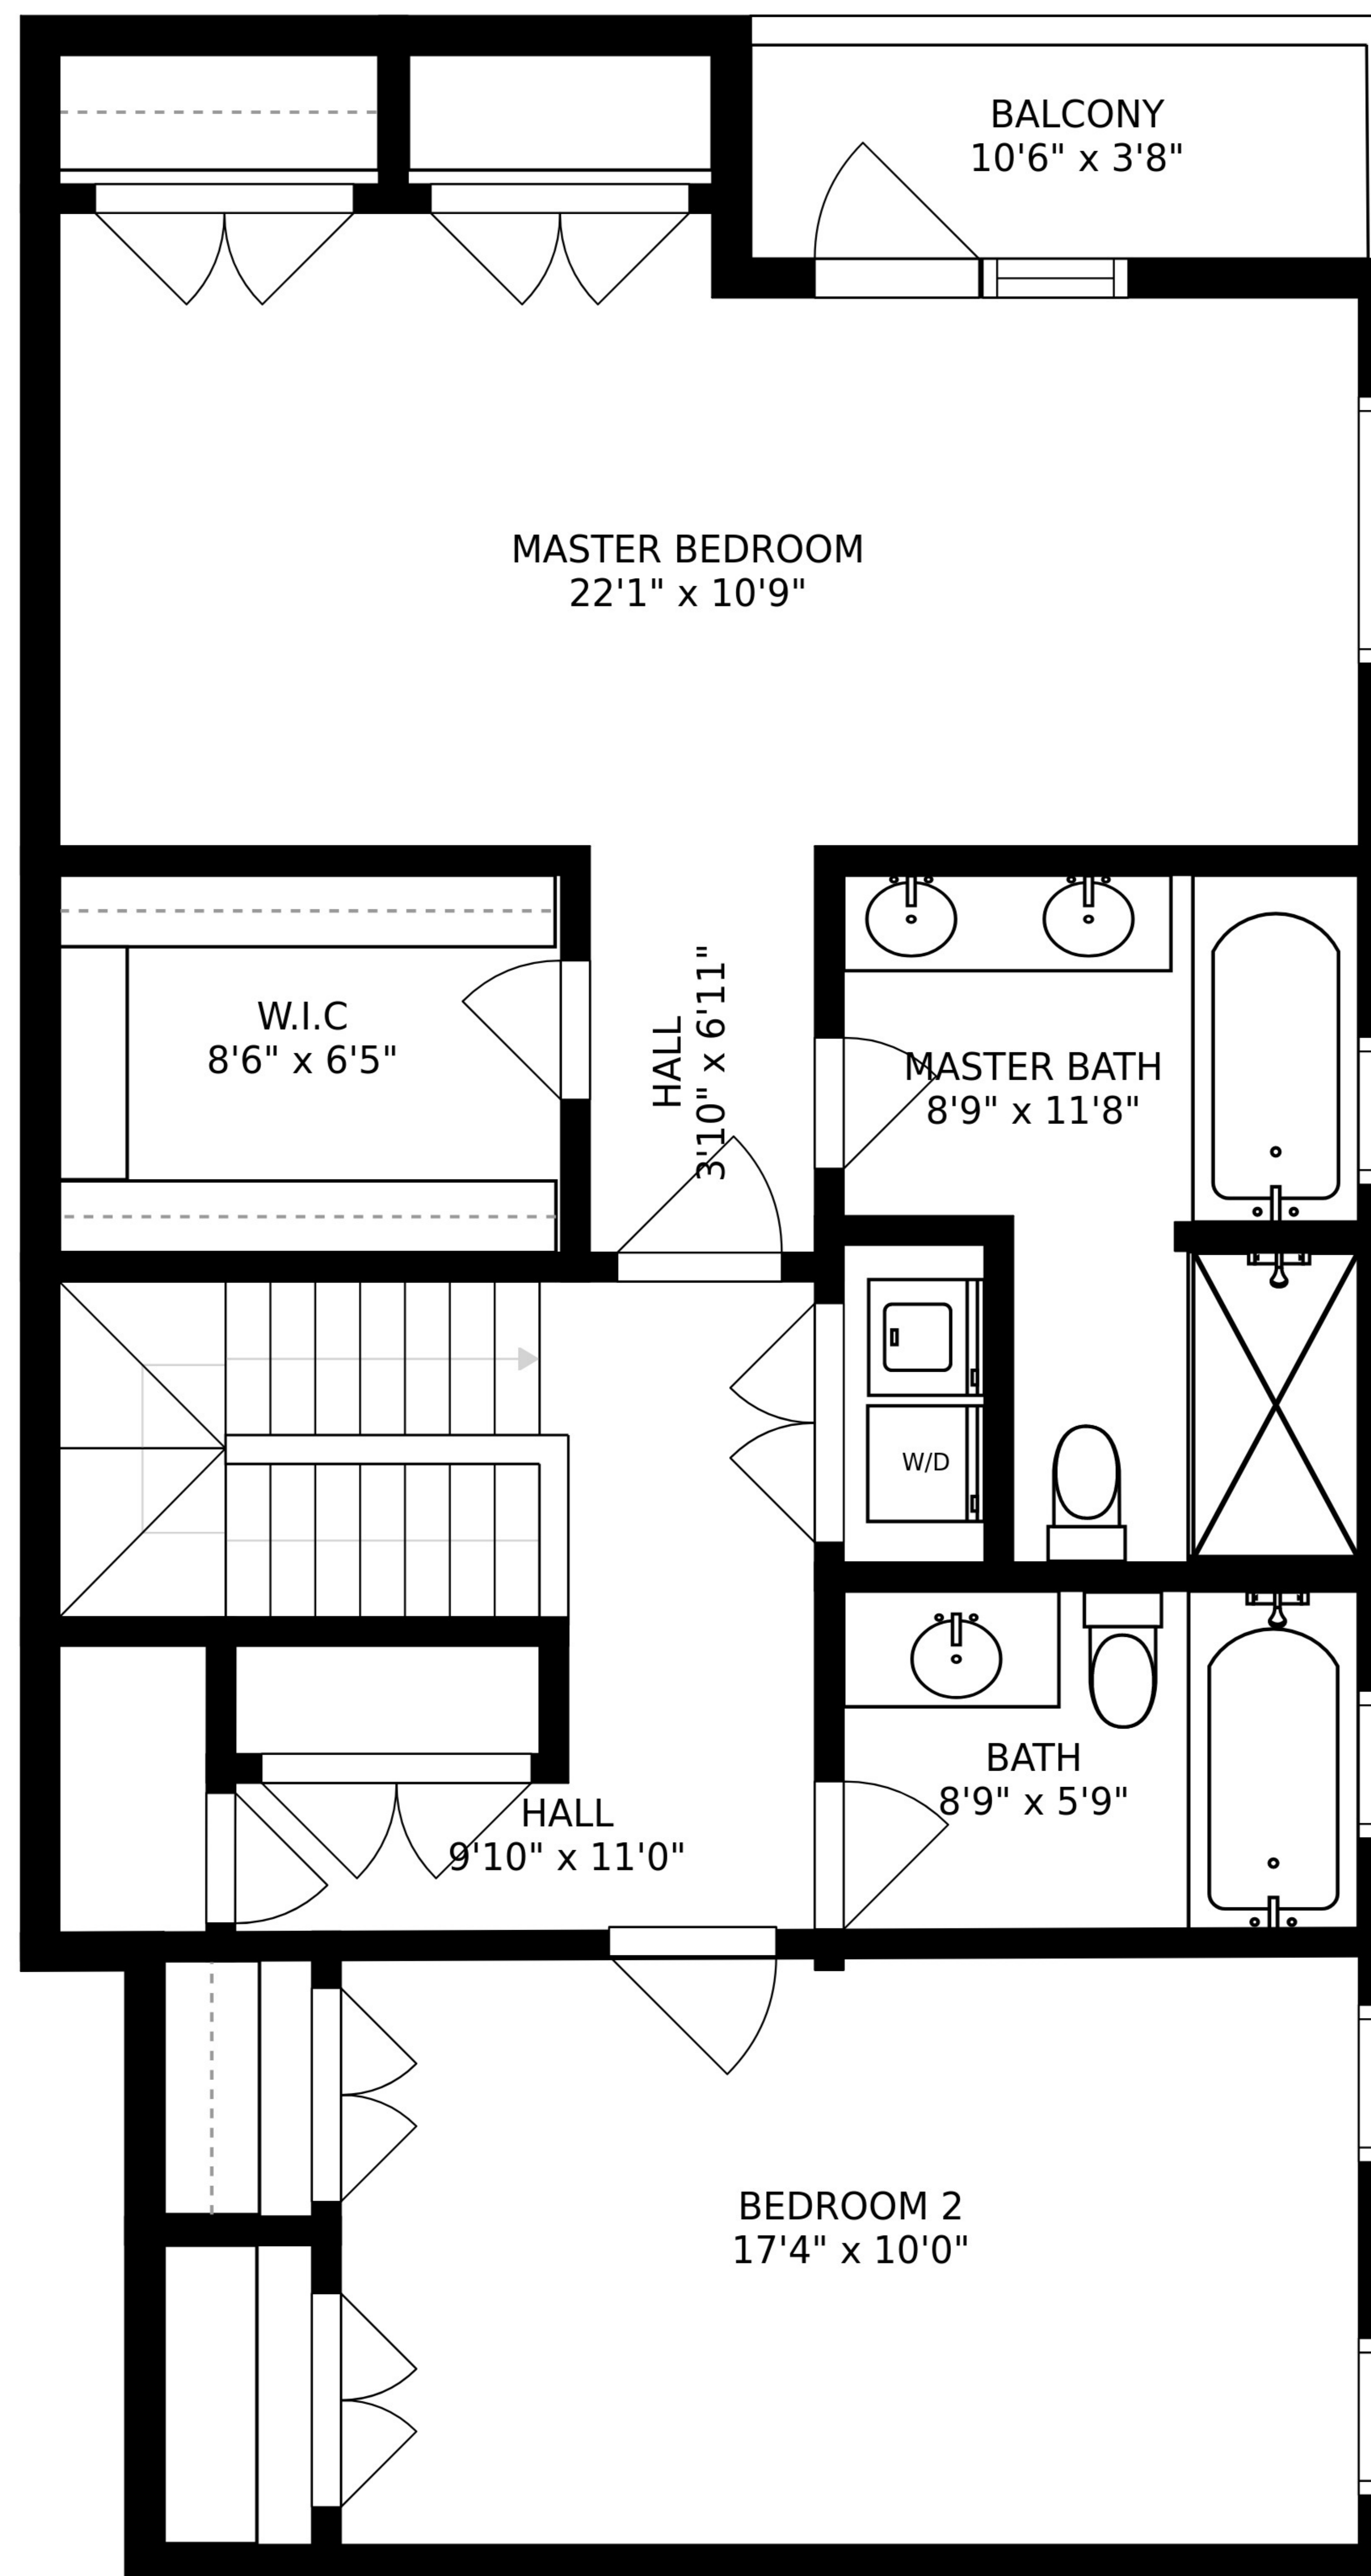 BALCONY
10'6" x 3'8"
MASTER BEDROOM
22'1" x 10'9"
W.I.C
8'6" x 6'5"
HALL
3'10" x 6'11"
MASTER BATH
8'9" x 11'8"
W/D
BATH
8'9" x 5'9"
HALL
9'10" x 11'0"
BEDROOM 2
17'4" x 10'0"